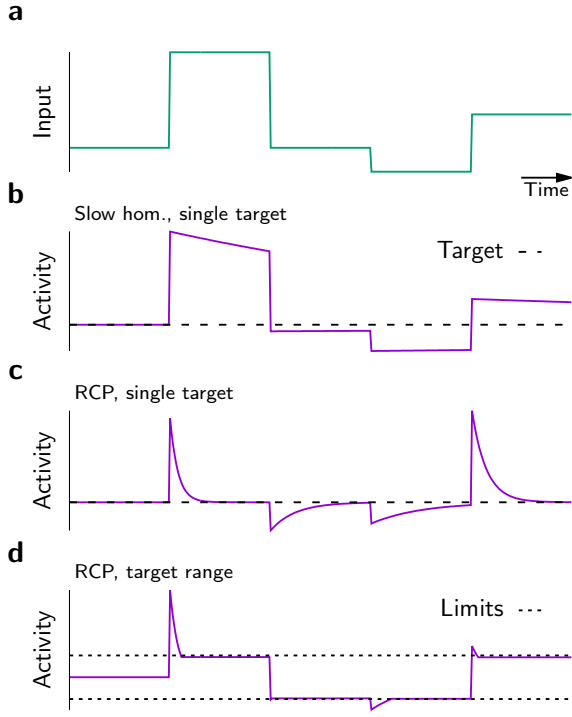 a
Input
Time
b
Slow hom., single target
Target
Activity
c
RCP, single target
Activity
d
RCP, target range
Limits
Activity